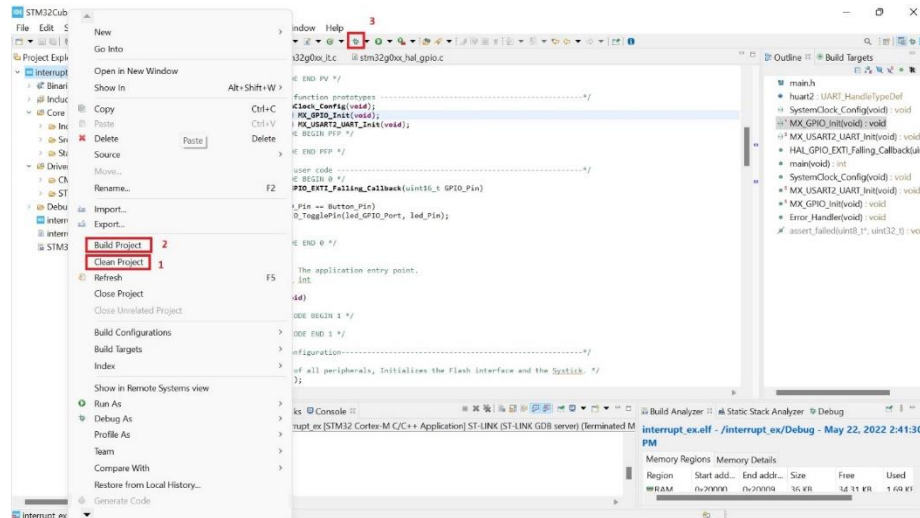 STM32Cub
File Edit S
ndow Help
3
Project Expl
n32g0xx_it.c
stm32g0xx_hal_gpio.c
Outline
Build Targets
interrupt
Binari
Includ
Core
Inc
Src
Sta
Driver
CM
ST
Debu
interr
interr
STM3
New
Go Into
Open in New Window
Show In Alt+Shift+W >
Copy Ctrl+C
Paste Ctrl+V
Delete Delete
Paste
Source
Move...
Rename... F2
Import...
Export...
Build Project 2
Clean Project 1
Refresh F5
Close Project
Close Unrelated Project
Build Configurations
Build Targets
Index
Show in Remote Systems view
Run As
Debug As
Profile As
Team
Compare With
Restore from Local History...
Generate Code
interrupt_ex
E END PV */
function prototypes -----*/
mClock_Config(void);
MX_GPIO_Init(void);
MX_USART2_UART_Init(void);
E BEGIN PFP */
E END PFP */
user code -----*/
E BEGIN 0 */
GPIO_EXTI_Falling_Callback(uint16_t GPIO_Pin)
_Pin == Button_Pin)
O_TogglePin(led_GPIO_Port, led_Pin);
E END 0 */
The application entry point.
int
id)
ODE BEGIN 1 */
ODE END 1 */
nfiguration-----*/
of all peripherals, Initializes the Flash interface and the Systick. */
);
main.h
huart2 : UART_HandleTypeDef
SystemClock_Config(void) : void
MX_GPIO_Init(void) : void
MX_USART2_UART_Init(void) : void
HAL_GPIO_EXTI_Falling_Callback(ui
main(void) : int
SystemClock_Config(void) : void
MX_USART2_UART_Init(void) : void
MX_GPIO_Init(void) : void
Error_Handler(void) : void
assert_failed(uint8_t*, uint32_t) : vo
ks Console
rupt_ex [STM32 Cortex-M C/C++ Application] ST-LINK (ST-LINK GDB server) (Terminated M
Build Analyzer Static Stack Analyzer Debug
interrupt_ex.elf - /interrupt_ex/Debug - May 22, 2022 2:41:30
PM
Memory Regions Memory Details
Region Start add... End addr... Size Free Used
RAM 0x20000... 0x20009... 36 KB 34.31 KB 1.69 KB